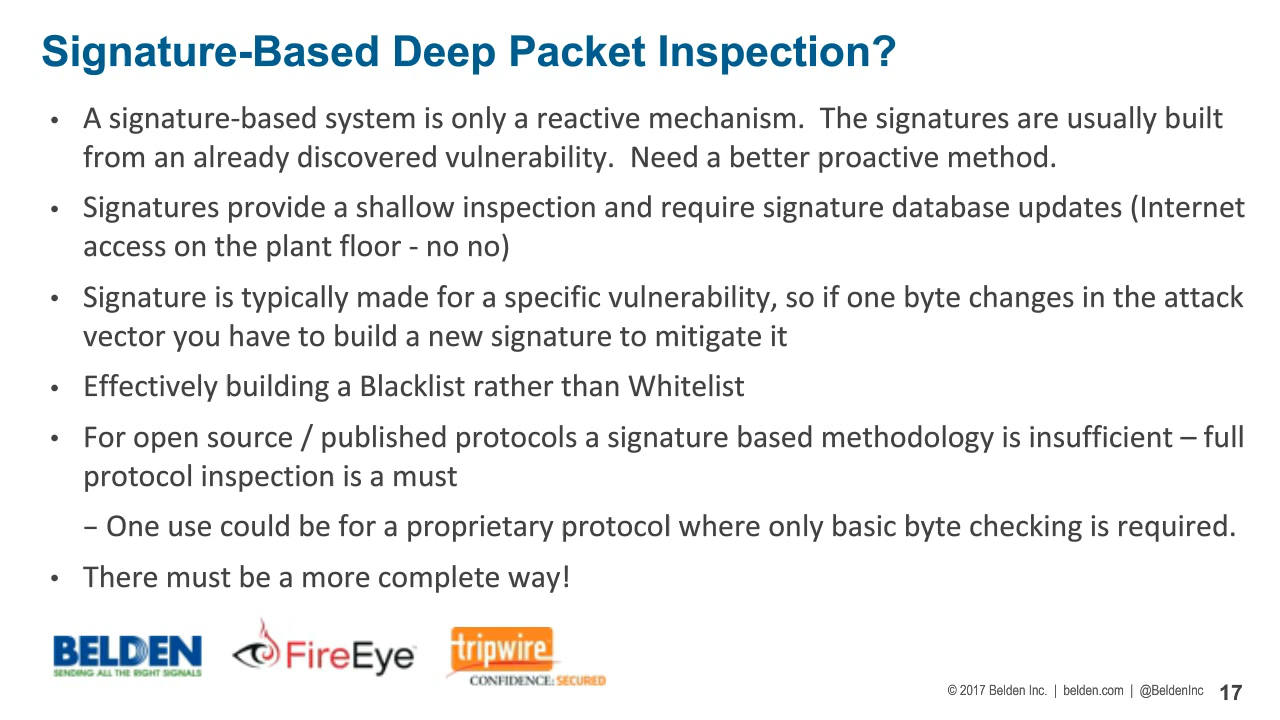 Signature-Based Deep Packet Inspection?
• A signature-based system is only a reactive mechanism.  The signatures are usually built
from an already discovered vulnerability.  Need a better proactive method.
• Signatures provide a shallow inspection and require signature database updates (Internet
access on the plant floor - no no)
• Signature is typically made for a specific vulnerability, so if one byte changes in the attack
vector you have to build a new signature to mitigate it
• Effectively building a Blacklist rather than Whitelist
• For open source / published protocols a signature based methodology is insufficient – full
protocol inspection is a must
– One use could be for a proprietary protocol where only basic byte checking is required.
• There must be a more complete way!
BELDEN
SENDING ALL THE RIGHT SIGNALS
FireEye™
tripwire
CONFIDENCE: SECURED
© 2017 Belden Inc. | belden.com | @BeldenInc 17